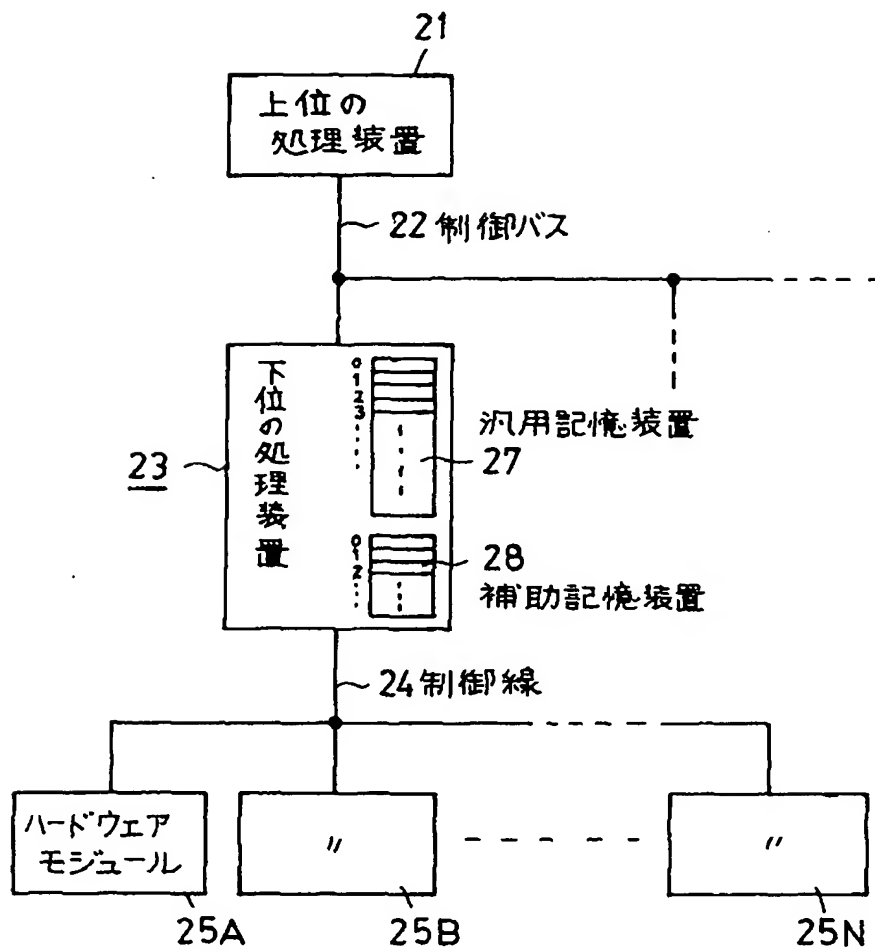 21
上位の
処理装置
22 制御バス
下位の処理装置
0
1
2
3
23
汎用記憶装置
27
0
1
2
28
補助記憶装置
24 制御線
ハードウェア
モジュール
〃
〃
25A
25B
25N